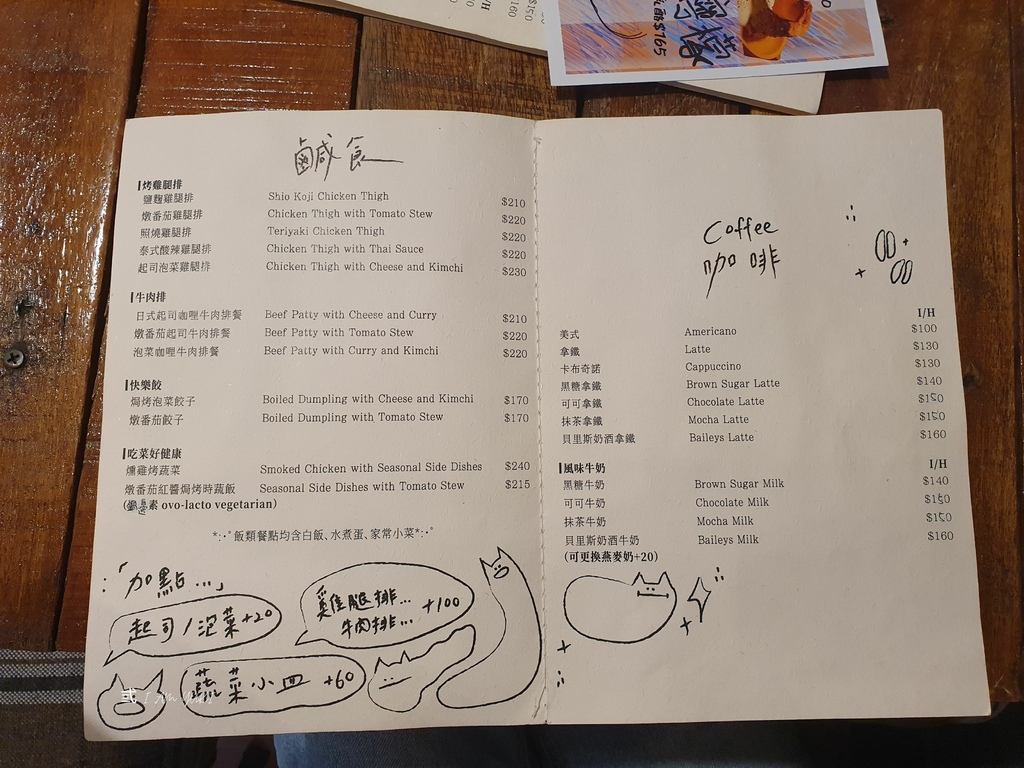 鹹食
烤雞腿排
鹽麴雞腿排 Shio Koji Chicken Thigh $210
燉番茄雞腿排 Chicken Thigh with Tomato Stew $220
照燒雞腿排 Teriyaki Chicken Thigh $220
泰式酸辣雞腿排 Chicken Thigh with Thai Sauce $220
起司泡菜雞腿排 Chicken Thigh with Cheese and Kimchi $230
牛肉排
日式起司咖哩牛肉排餐 Beef Patty with Cheese and Curry $210
燉番茄起司牛肉排餐 Beef Patty with Tomato Stew $220
泡菜咖哩牛肉排餐 Beef Patty with Curry and Kimchi $220
快樂餃
焗烤泡菜餃子 Boiled Dumpling with Cheese and Kimchi $170
燉番茄餃子 Boiled Dumpling with Tomato Stew $170
吃菜好健康
燻雞烤蔬菜 Smoked Chicken with Seasonal Side Dishes $240
燉番茄紅醬焗烤時蔬飯 Seasonal Side Dishes with Tomato Stew $215
素 ovo-lacto vegetarian)
*:･ﾟ飯類餐點均含白飯、水煮蛋、家常小菜*:･ﾟ
:「加點...」
起司/泡菜+20
雞腿排... +100
牛肉排...
蔬菜小皿 +60
Coffee
咖啡
I/H
美式 Americano $100
拿鐵 Latte $130
卡布奇諾 Cappuccino $130
黑糖拿鐵 Brown Sugar Latte $140
可可拿鐵 Chocolate Latte
抹茶拿鐵 Mocha Latte
貝里斯奶酒拿鐵 Baileys Latte $160
風味牛奶 I/H
黑糖牛奶 Brown Sugar Milk $140
可可牛奶 Chocolate Milk
抹茶牛奶 Mocha Milk
貝里斯奶酒牛奶 Baileys Milk $160
(可更換燕麥奶+20)